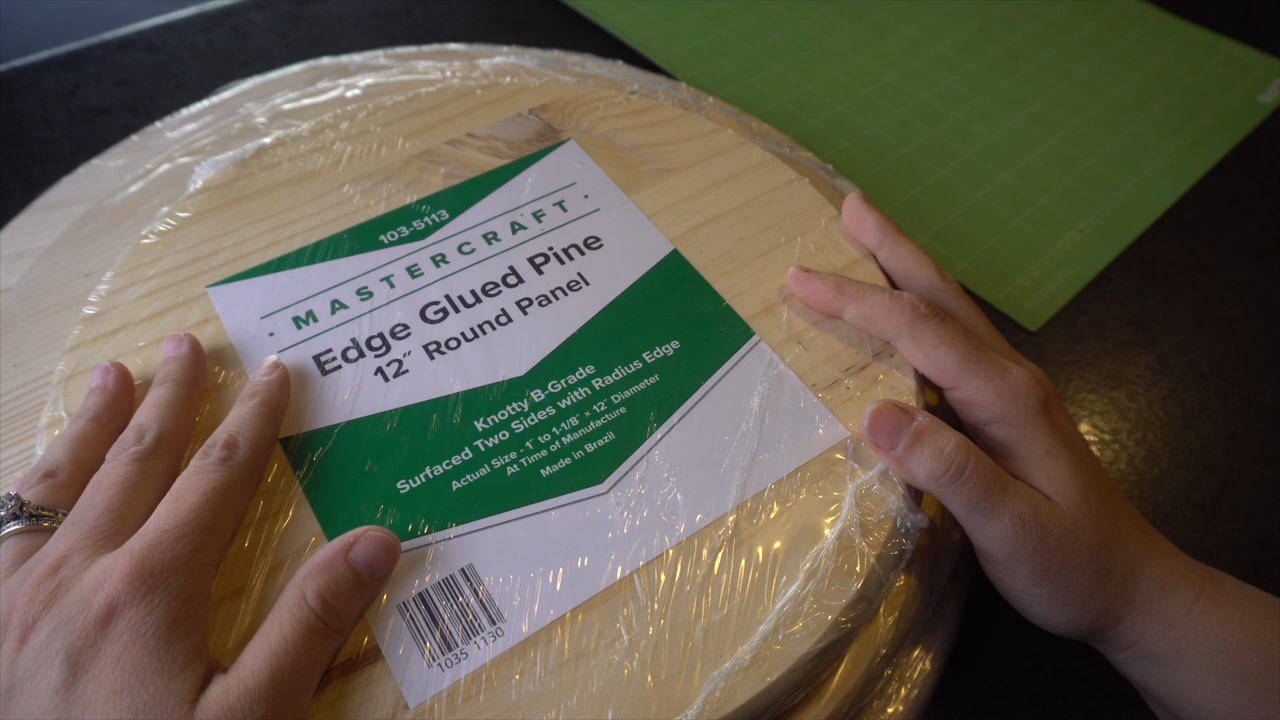 103-5113
• MASTERCRAFT •
Edge Glued Pine
12″ Round Panel
Knotty B-Grade
Surfaced Two Sides with Radius Edge
Actual Size - 1″ to 1-1/8″ × 12″ Diameter
At Time of Manufacture
Made in Brazil
1035 1130